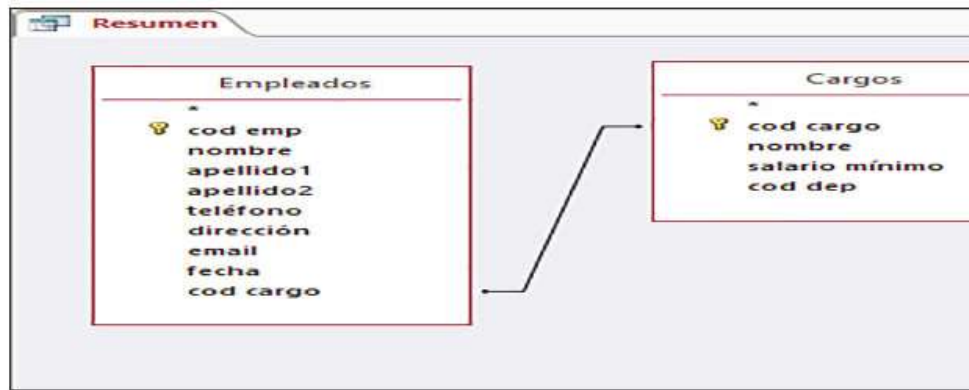 Resumen
Empleados
*
cod emp
nombre
apellido1
apellido2
teléfono
dirección
email
fecha
cod cargo
Cargos
*
cod cargo
nombre
salario mínimo
cod dep